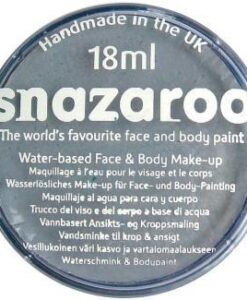 Handmade in the UK
18ml
snazaroo
The world's favourite face and body paint
Water-based Face & Body Make-up
Maquillage à l'eau pour le visage et le corps
Wasserlösliches Make-up für Face- und Body-Painting
Maquillaje al agua para cara y cuerpo
Trucco del viso e del corpo a base di acqua
Vannbasert Ansikts- og Kroppsmaling
Vandsminke til krop & ansigt
Vesiliukoinen väri kasvo ja vartalomaalaukseen
Waterschmink & Bodypaint